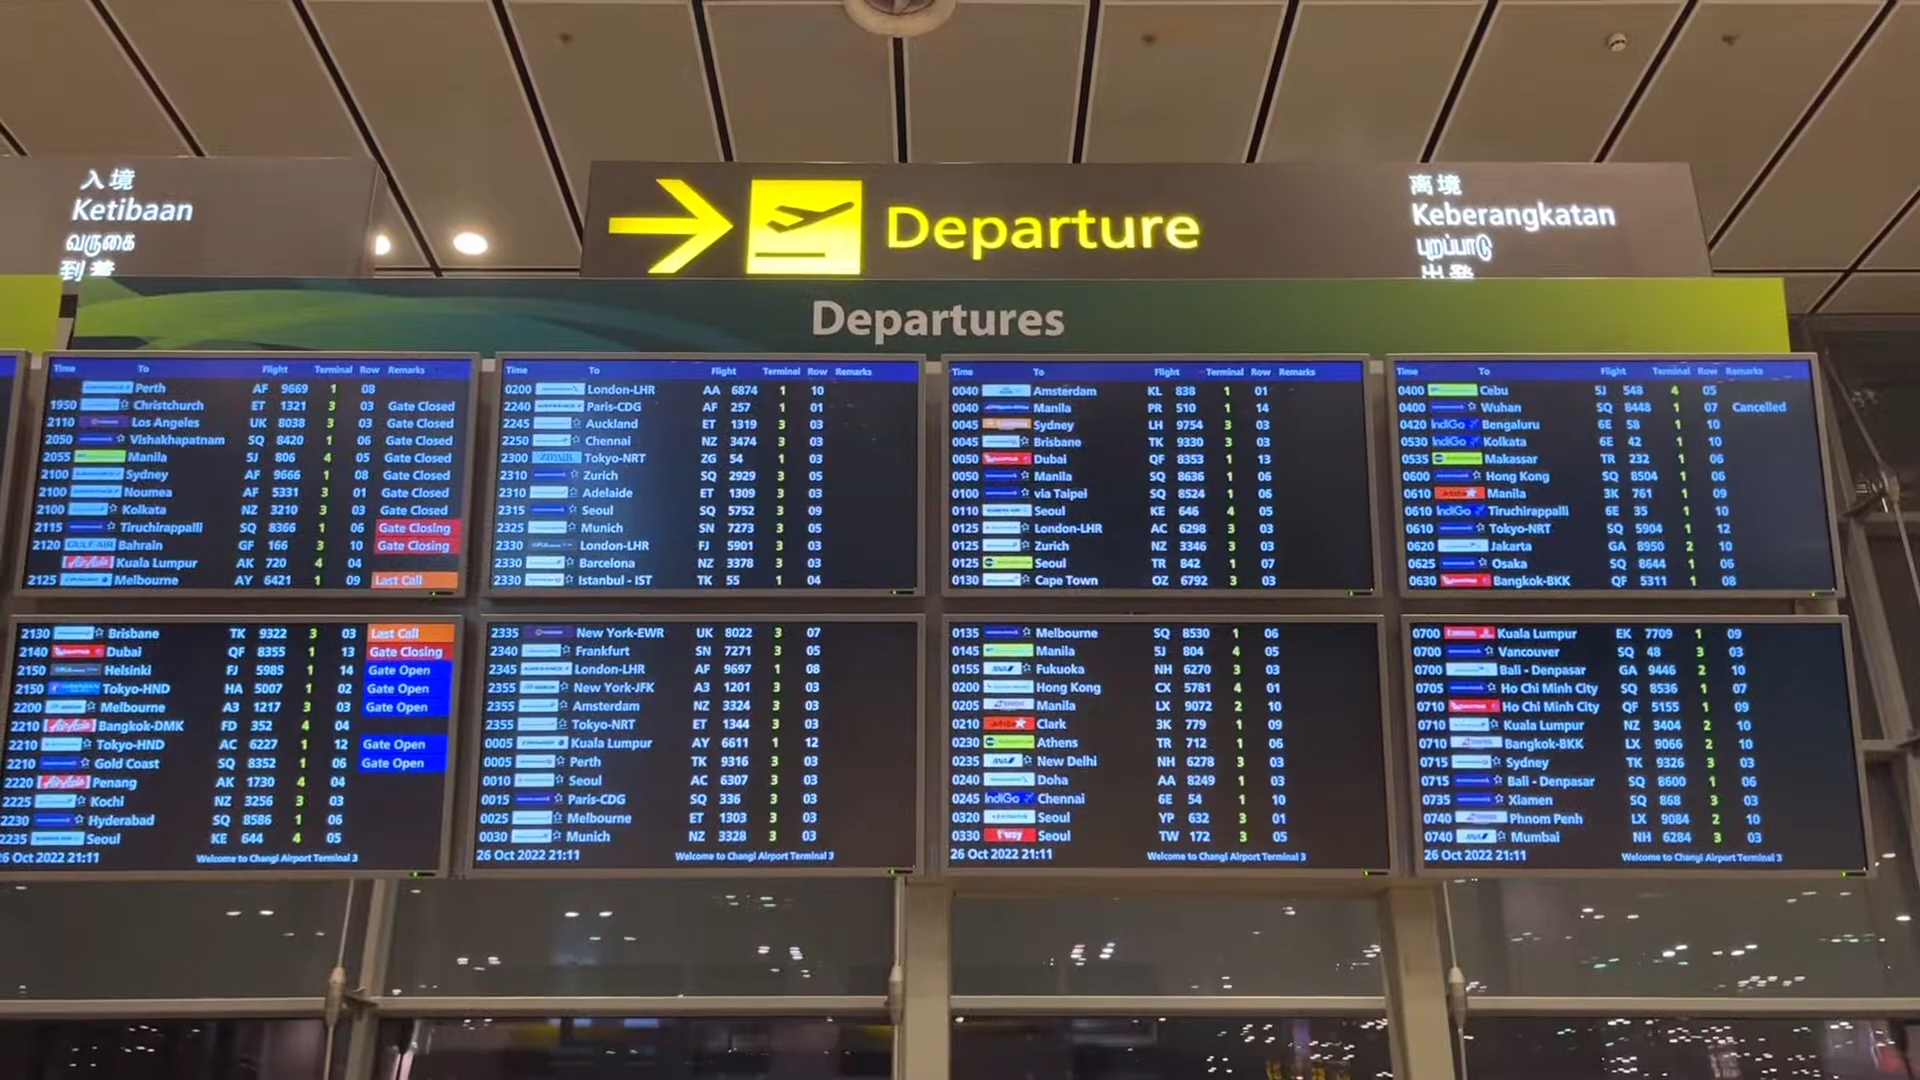 入境
Ketibaan
வருகை
到着
Departure
离境
Keberangkatan
புறப்பாடு
出発
Departures
Time To Flight Terminal Row Remarks
Perth AF 9669 1 08
1950 Christchurch ET 1321 3 03 Gate Closed
2110 Los Angeles UK 8038 3 03 Gate Closed
2050 Vishakhapatnam SQ 8420 1 06 Gate Closed
2055 Manila 5J 806 4 05 Gate Closed
2100 Sydney AF 9666 1 08 Gate Closed
2100 Noumea AF 5331 3 01 Gate Closed
2100 Kolkata NZ 3210 3 03 Gate Closed
2115 Tiruchirappalli SQ 8366 1 06 Gate Closing
2120 GULF AIR Bahrain GF 166 3 10 Gate Closing
AirAsia Kuala Lumpur AK 720 4 04
2125 Melbourne AY 6421 1 09 Last Call
2130 Brisbane TK 9322 3 03 Last Call
2140 Dubai QF 8355 1 13 Gate Closing
2150 Helsinki FJ 5985 1 14 Gate Open
2150 Tokyo-HND HA 5007 1 02 Gate Open
2200 Melbourne A3 1217 3 03 Gate Open
2210 AirAsia Bangkok-DMK FD 352 4 04
2210 Tokyo-HND AC 6227 1 12 Gate Open
2210 Gold Coast SQ 8352 1 06 Gate Open
2220 AirAsia Penang AK 1730 4 04
2225 Kochi NZ 3256 3 03
2230 Hyderabad SQ 8586 1 06
2235 Seoul KE 644 4 05
26 Oct 2022 21:11 Welcome to Changi Airport Terminal 3
Time To Flight Terminal Row Remarks
0200 London-LHR AA 6874 1 10
2240 Paris-CDG AF 257 1 01
2245 Auckland ET 1319 3 03
2250 Chennai NZ 3474 3 03
2300 ZIPAIR Tokyo-NRT ZG 54 1 03
2310 Zurich SQ 2929 3 05
2310 Adelaide ET 1309 3 03
2315 Seoul SQ 5752 3 09
2325 Munich SN 7273 3 05
2330 London-LHR FJ 5901 3 03
2330 Barcelona NZ 3378 3 03
2330 Istanbul - IST TK 55 1 04
2335 New York-EWR UK 8022 3 07
2340 Frankfurt SN 7271 3 05
2345 London-LHR AF 9697 1 08
2355 New York-JFK A3 1201 3 03
2355 Amsterdam NZ 3324 3 03
2355 Tokyo-NRT ET 1344 3 03
0005 Kuala Lumpur AY 6611 1 12
0005 Perth TK 9316 3 03
0010 Seoul AC 6307 3 03
0015 Paris-CDG SQ 336 3 03
0025 Melbourne ET 1303 3 03
0030 Munich NZ 3328 3 03
26 Oct 2022 21:11 Welcome to Changi Airport Terminal 3
Time To Flight Terminal Row Remarks
0040 Amsterdam KL 838 1 01
0040 Manila PR 510 1 14
0045 Sydney LH 9754 3 03
0045 Brisbane TK 9330 3 03
0050 Dubai QF 8353 1 13
0050 Manila SQ 8636 1 06
0100 via Taipei SQ 8524 1 06
0110 Seoul KE 646 4 05
0125 London-LHR AC 6298 3 03
0125 Zurich NZ 3346 3 03
0125 Seoul TR 842 1 07
0130 Cape Town OZ 6792 3 03
0135 Melbourne SQ 8530 1 06
0145 Manila 5J 804 4 05
0155 ANA Fukuoka NH 6270 3 03
0200 Hong Kong CX 5781 4 01
0205 Manila LX 9072 2 10
0210 Jetstar Clark 3K 779 1 09
0230 Athens TR 712 1 06
0235 ANA New Delhi NH 6278 3 03
0240 Doha AA 8249 1 03
0245 IndiGo Chennai 6E 54 1 10
0320 Seoul YP 632 3 01
0330 t'way Seoul TW 172 3 05
26 Oct 2022 21:11 Welcome to Changi Airport Terminal 3
Time To Flight Terminal Row Remarks
0400 Cebu 5J 548 4 05
0400 Wuhan SQ 8448 1 07 Cancelled
0420 IndiGo Bengaluru 6E 58 1 10
0530 IndiGo Kolkata 6E 42 1 10
0535 Makassar TR 232 1 06
0600 Hong Kong SQ 8504 1 06
0610 Jetstar Manila 3K 761 1 09
0610 IndiGo Tiruchirappalli 6E 35 1 10
0610 Tokyo-NRT SQ 5904 1 12
0620 Jakarta GA 8950 2 10
0625 Osaka SQ 8644 1 06
0630 Bangkok-BKK QF 5311 1 08
0700 Kuala Lumpur EK 7709 1 09
0700 Vancouver SQ 48 3 03
0700 Bali - Denpasar GA 9446 2 10
0705 Ho Chi Minh City SQ 8536 1 07
0710 Ho Chi Minh City QF 5155 1 09
0710 Kuala Lumpur NZ 3404 2 10
0710 Bangkok-BKK LX 9066 2 10
0715 Sydney TK 9326 3 03
0715 Bali - Denpasar SQ 8600 1 06
0735 Xiamen SQ 868 3 03
0740 Phnom Penh LX 9084 2 10
0740 ANA Mumbai NH 6284 3 03
26 Oct 2022 21:11 Welcome to Changi Airport Terminal 3